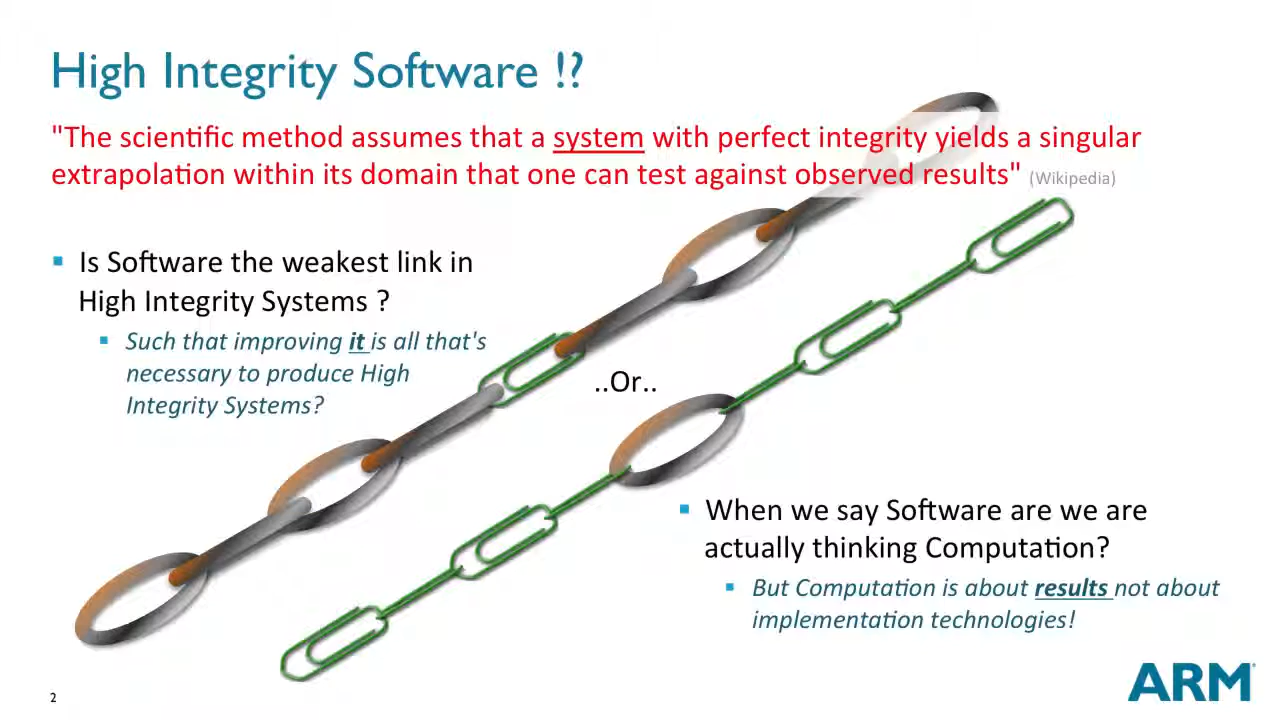 High Integrity Software !?
"The scientific method assumes that a system with perfect integrity yields a singular
extrapolation within its domain that one can test against observed results" (Wikipedia)
▪ Is Software the weakest link in
High Integrity Systems ?
▪ Such that improving it is all that's
necessary to produce High
Integrity Systems?
..Or..
▪ When we say Software are we are
actually thinking Computation?
▪ But Computation is about results not about
implementation technologies!
2
ARM